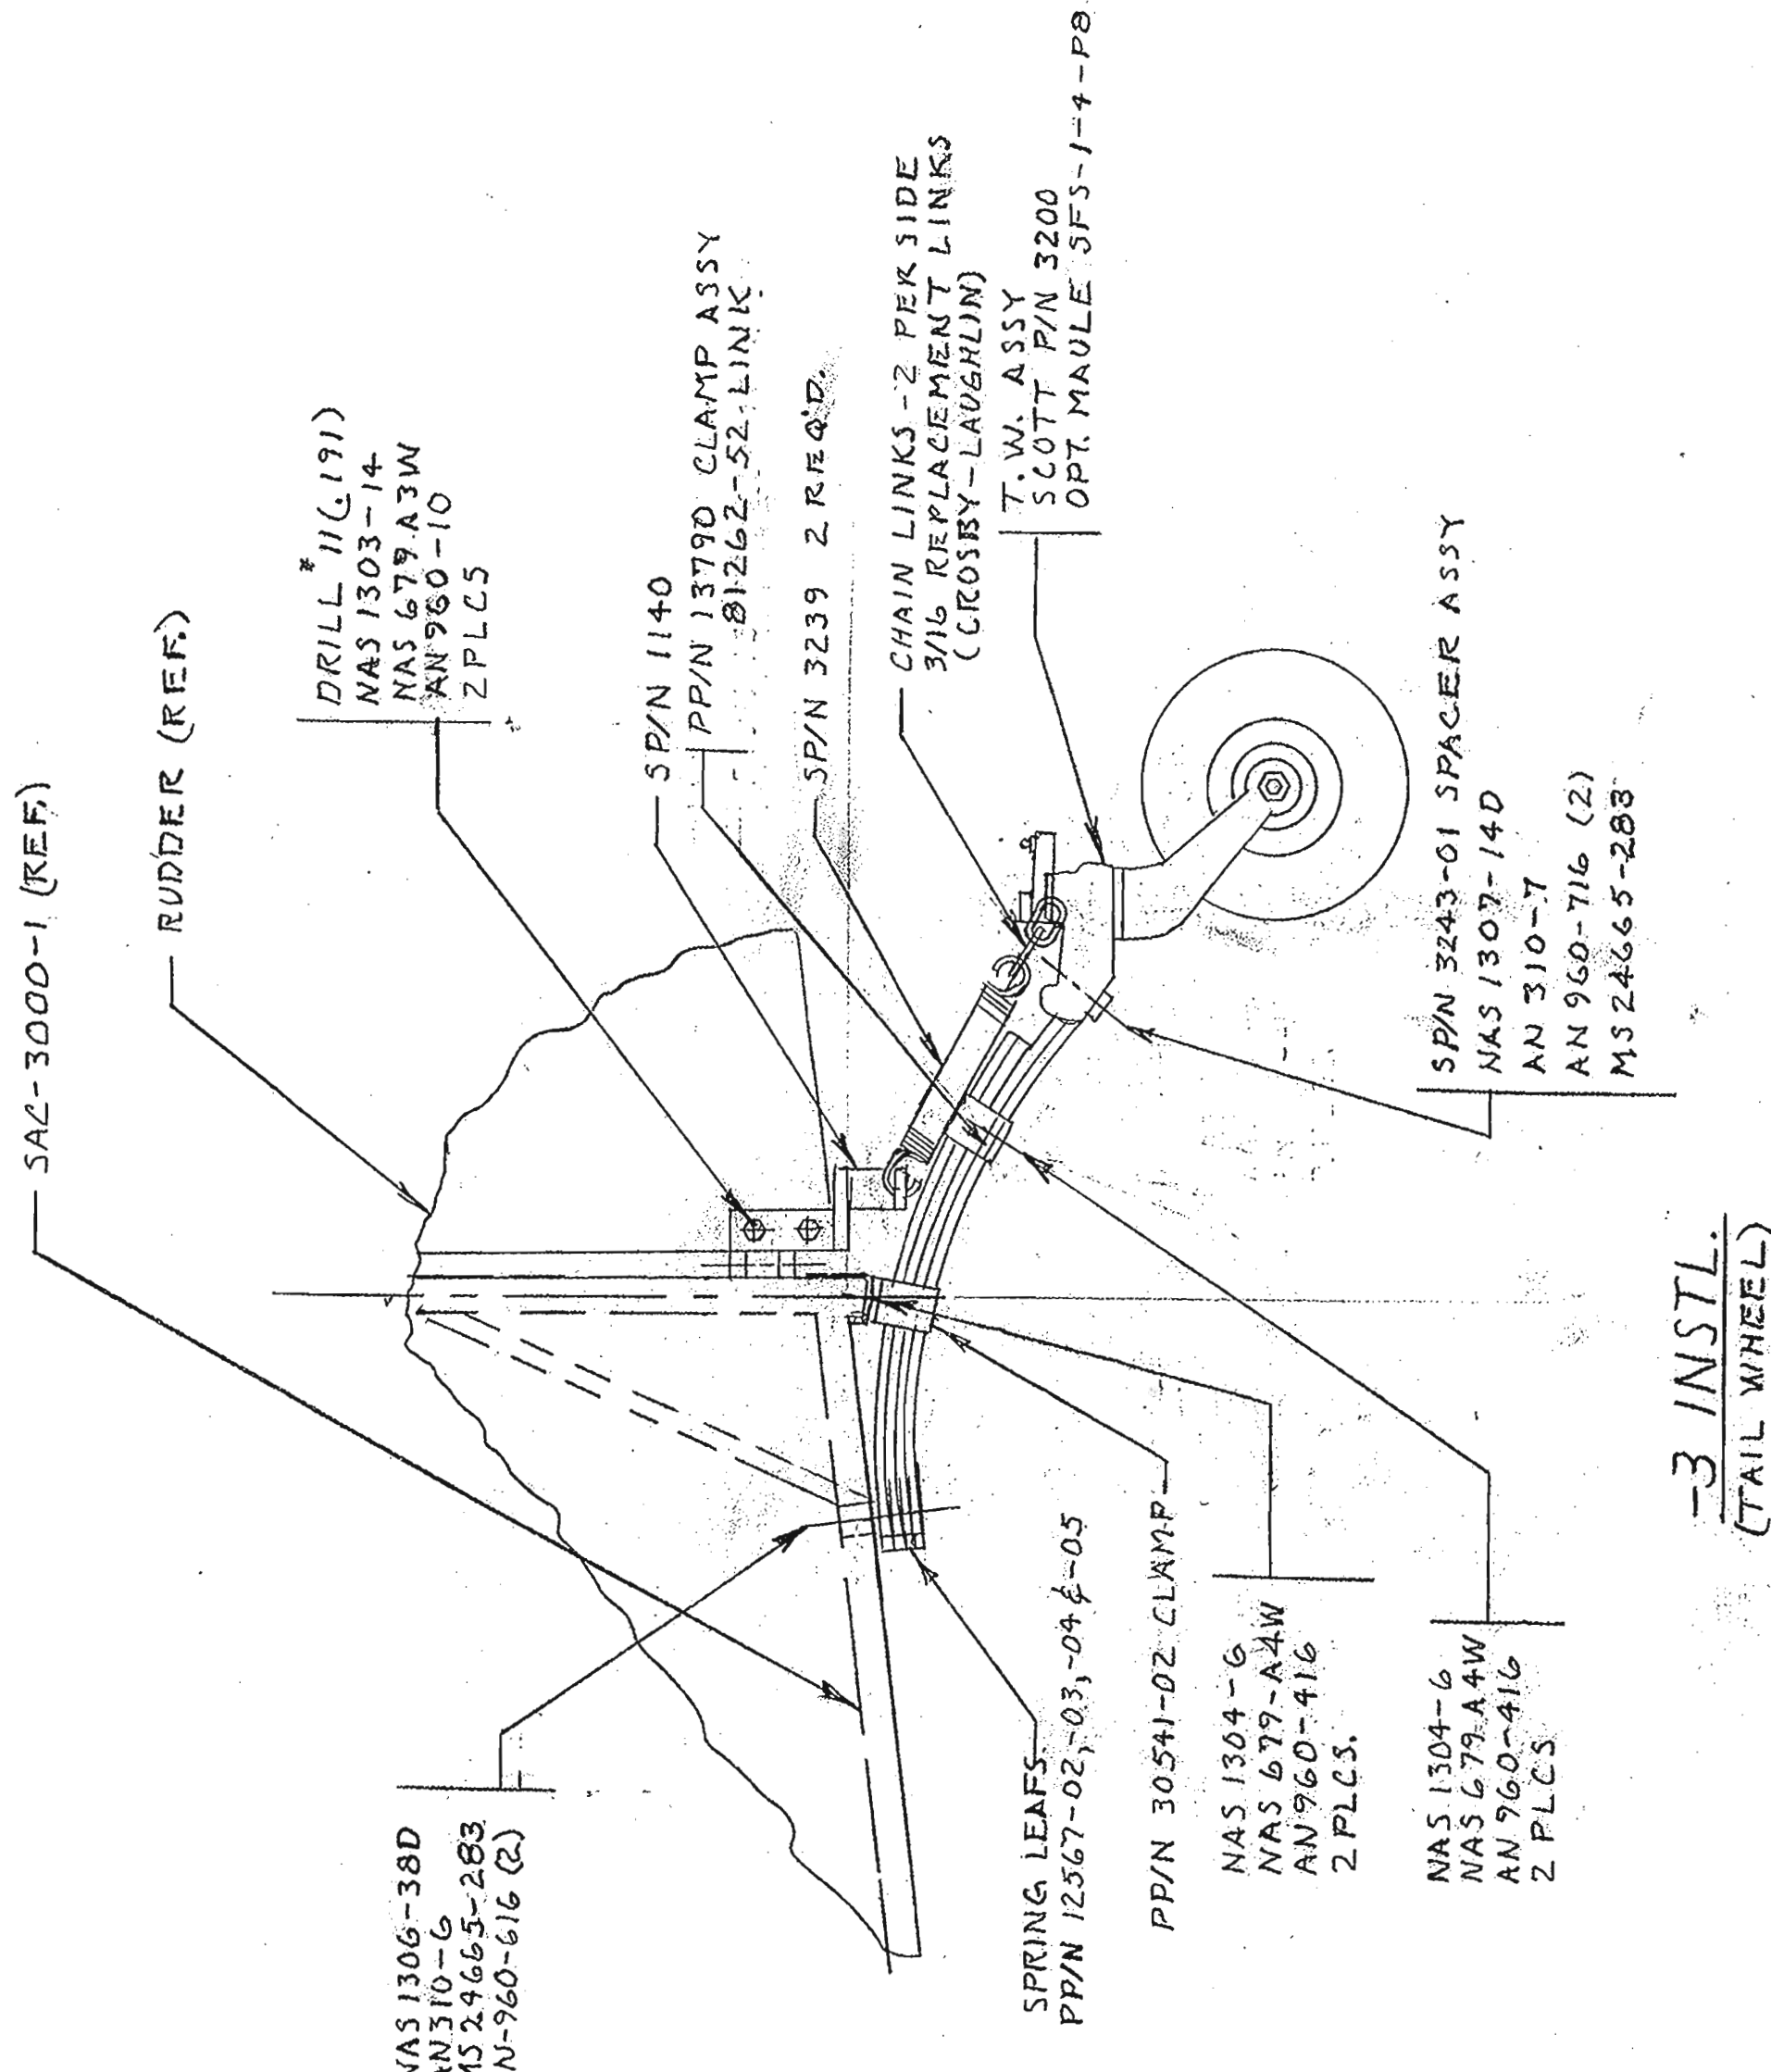 SAC-3000-1 (REF.)
RUDDER (REF.)
DRILL #11(.191)
NAS 1303-14
NAS 679 A3W
AN 960-10
2 PLCS
SP/N 1140
PP/N 13790 CLAMP ASSY
81262-52 LINK
SP/N 3239 2 REQ'D.
CHAIN LINKS - 2 PER SIDE
3/16 REPLACEMENT LINKS
(CROSBY-LAUGHLIN)
T.W. ASSY
SCOTT P/N 3200
OPT. MAULE SFS-1-4-P8
SP/N 3243-01 SPACER ASSY
NAS 1307-14D
AN 310-7
AN 960-716 (2)
MS 24665-283
NAS 1306-38D
AN310-6
MS 24665-283
N-960-616 (2)
SPRING LEAFS
PP/N 12567-02,-03,-04 & -05
PP/N 30541-02 CLAMP
NAS 1304-6
NAS 679-A4W
AN960-416
2 PLCS.
NAS 1304-6
NAS 679 A4W
AN 960-416
2 PLCS
-3 INSTL.
(TAIL WHEEL)